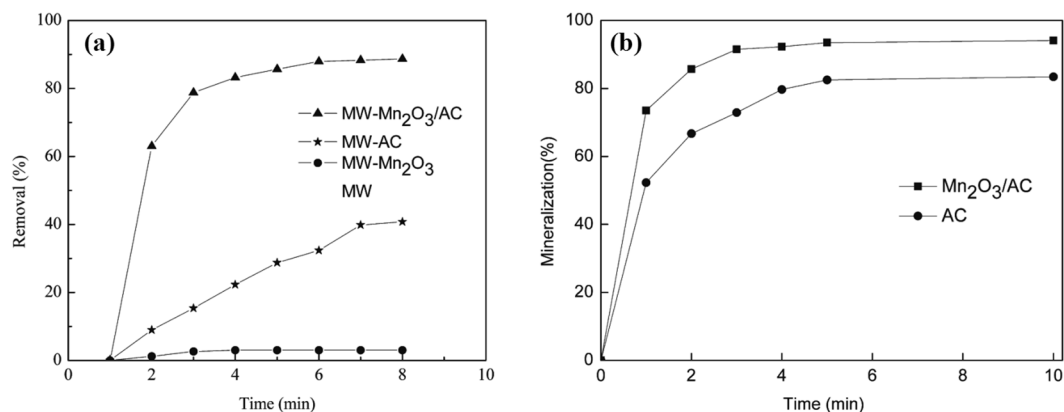 (a)
100
80
60
40
20
0
Removal (%)
MW-Mn₂O₃/AC
MW-AC
MW-Mn₂O₃
MW
0 2 4 6 8 10
Time (min)
(b)
100
80
60
40
20
0
Mineralization(%)
Mn₂O₃/AC
AC
0 2 4 6 8 10
Time (min)